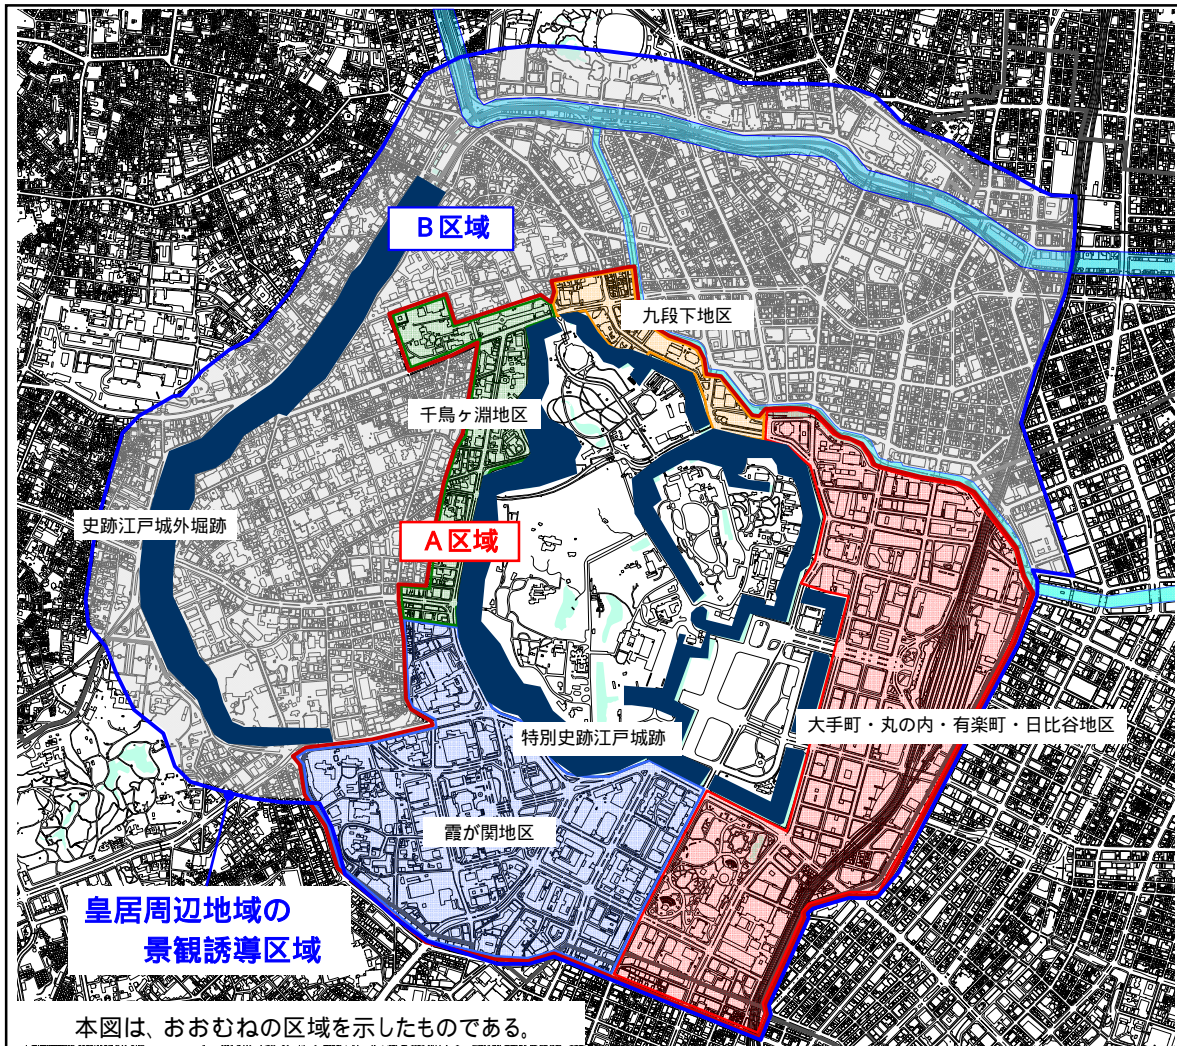 B区域
九段下地区
千鳥ヶ淵地区
史跡江戸城外堀跡
A区域
特別史跡江戸城跡
大手町・丸の内・有楽町・日比谷地区
霞が関地区
皇居周辺地域の
景観誘導区域
本図は、おおむねの区域を示したものである。